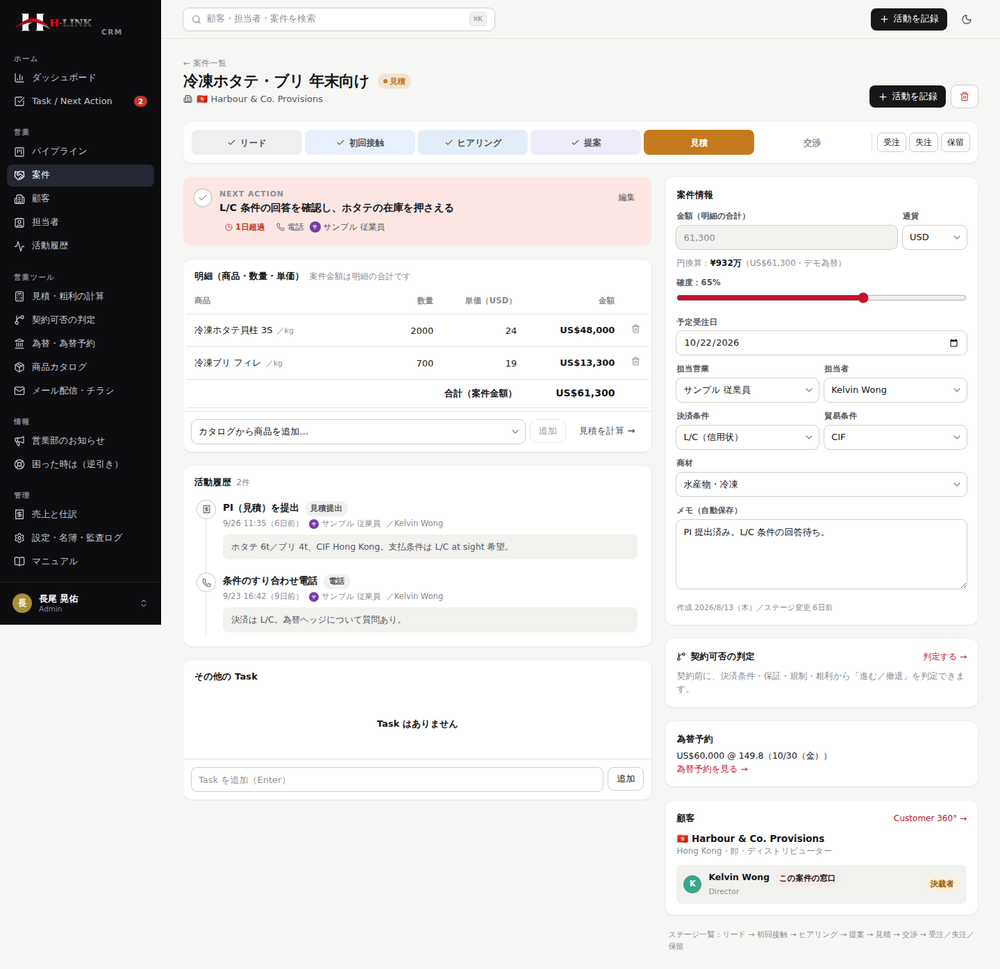 H-LINK CRM
ホーム
ダッシュボード
Task / Next Action 2
営業
パイプライン
案件
顧客
担当者
活動履歴
営業ツール
見積・粗利の計算
契約可否の判定
為替・為替予約
商品カタログ
メール配信・チラシ
情報
営業部のお知らせ
困った時は（逆引き）
管理
売上と仕訳
設定・名簿・監査ログ
マニュアル
長 長尾 晃佑
Admin
顧客・担当者・案件を検索 ⌘K
活動を記録
← 案件一覧
冷凍ホタテ・ブリ 年末向け 見積
Harbour & Co. Provisions
活動を記録
リード 初回接触 ヒアリング 提案 見積 交渉 受注 失注 保留
NEXT ACTION
L/C 条件の回答を確認し、ホタテの在庫を押さえる
編集
1日超過 電話 サ サンプル 従業員
明細（商品・数量・単価） 案件金額は明細の合計です
商品 数量 単価（USD） 金額
冷凍ホタテ貝柱 3S ／kg 2000 24 US$48,000
冷凍ブリ フィレ ／kg 700 19 US$13,300
合計（案件金額） US$61,300
カタログから商品を追加… 追加 見積を計算 →
活動履歴 2件
PI（見積）を提出 見積提出
9/26 11:35（6日前） サ サンプル 従業員 ／Kelvin Wong
ホタテ 6t／ブリ 4t、CIF Hong Kong。支払条件は L/C at sight 希望。
条件のすり合わせ電話 電話
9/23 16:42（9日前） サ サンプル 従業員 ／Kelvin Wong
決済は L/C。為替ヘッジについて質問あり。
その他の Task
Task はありません
Task を追加（Enter） 追加
案件情報
金額（明細の合計） 通貨
61,300 USD
円換算：¥932万（US$61,300・デモ為替）
確度：65%
予定受注日
10/22/2026
担当営業 担当者
サンプル 従業員 Kelvin Wong
決済条件 貿易条件
L/C（信用状） CIF
商材
水産物・冷凍
メモ（自動保存）
PI 提出済み。L/C 条件の回答待ち。
作成 2026/8/13（木）／ステージ変更 6日前
契約可否の判定 判定する →
契約前に、決済条件・保証・規制・粗利から「進む／撤退」を判定できま
す。
為替予約
US$60,000 @ 149.8（10/30（金））
為替予約を見る →
顧客 Customer 360° →
Harbour & Co. Provisions
Hong Kong・卸・ディストリビューター
K Kelvin Wong この案件の窓口 決裁者
Director
ステージ一覧：リード → 初回接触 → ヒアリング → 提案 → 見積 → 交渉 → 受注／失注／
保留